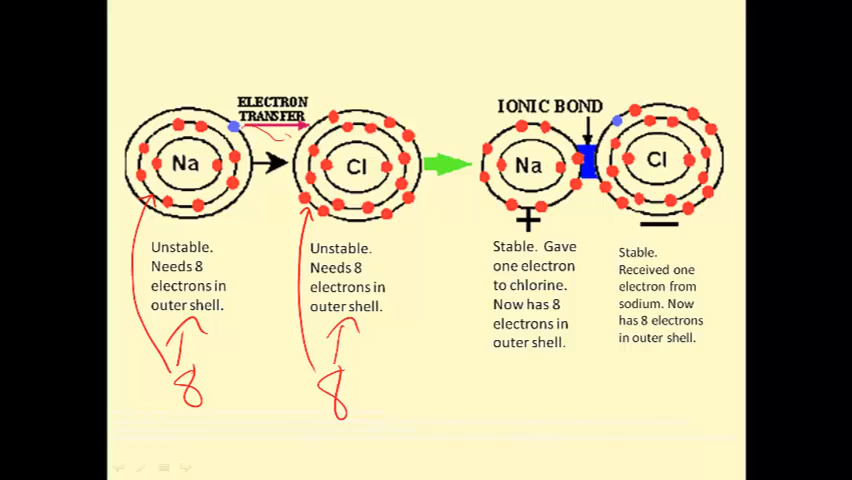 ELECTRON
TRANSFER
IONIC BOND
Na
Cl
Na
Cl
+
−
Unstable.
Needs 8
electrons in
outer shell.
Unstable.
Needs 8
electrons in
outer shell.
Stable. Gave
one electron
to chlorine.
Now has 8
electrons in
outer shell.
Stable.
Received one
electron from
sodium. Now
has 8 electrons
in outer shell.
8
8